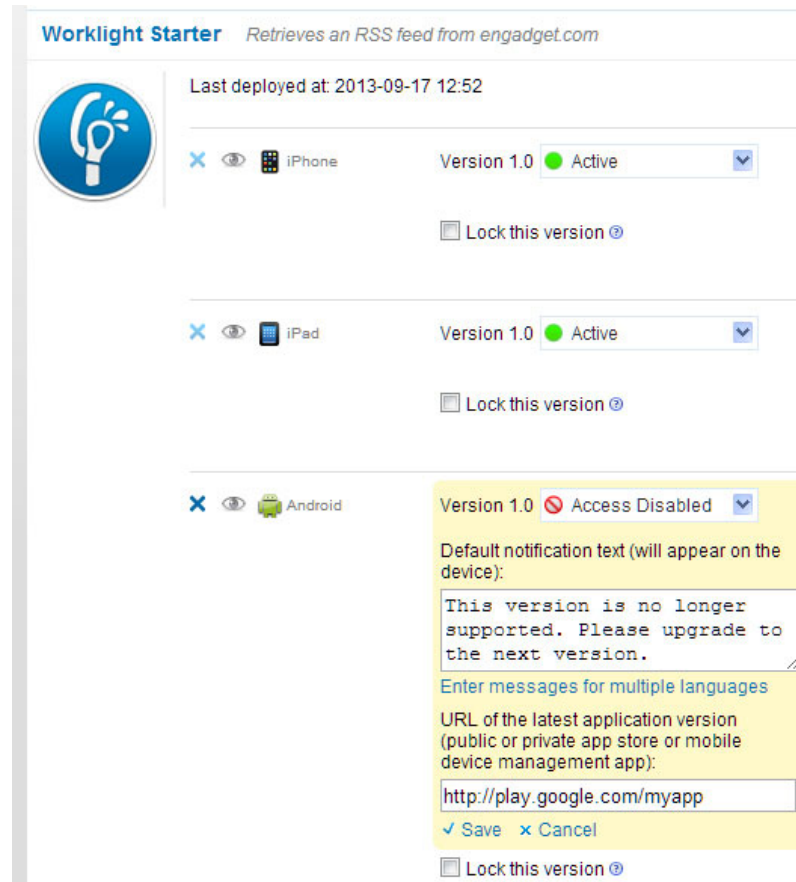 Worklight Starter Retrieves an RSS feed from engadget.com
Last deployed at: 2013-09-17 12:52
iPhone Version 1.0 Active
Lock this version
iPad Version 1.0 Active
Lock this version
Android Version 1.0 Access Disabled
Default notification text (will appear on the
device):
This version is no longer
supported. Please upgrade to
the next version.
Enter messages for multiple languages
URL of the latest application version
(public or private app store or mobile
device management app):
http://play.google.com/myapp
Save Cancel
Lock this version